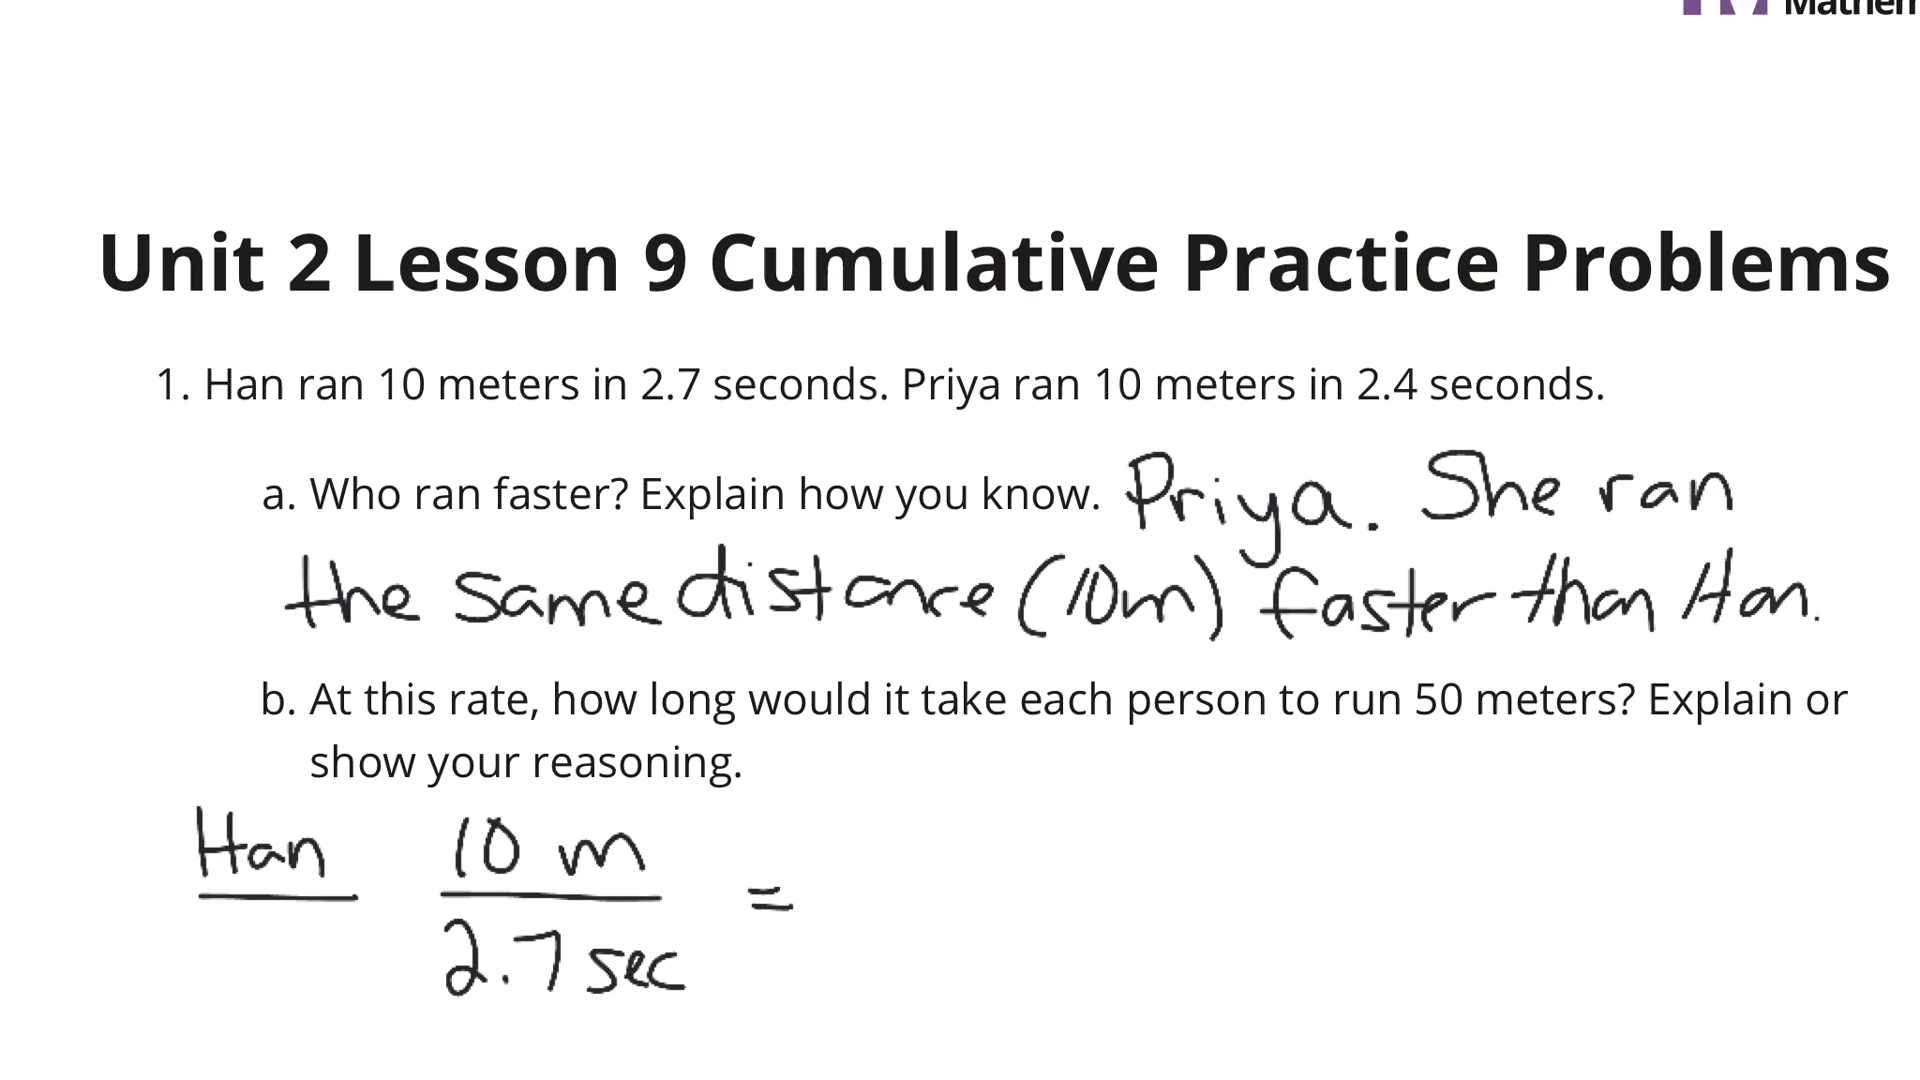 Mathem
Unit 2 Lesson 9 Cumulative Practice Problems
1. Han ran 10 meters in 2.7 seconds. Priya ran 10 meters in 2.4 seconds.
a. Who ran faster? Explain how you know. Priya. She ran
the same distance (10m) faster than Han.
b. At this rate, how long would it take each person to run 50 meters? Explain or
show your reasoning.
Han 10 m
=
2.7 sec